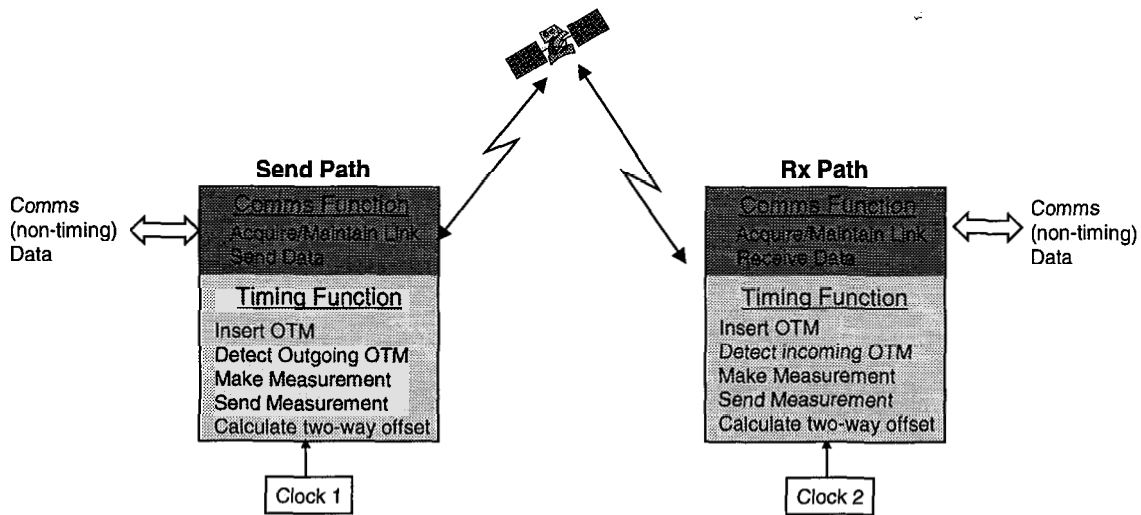 Send Path
Comms Function
Acquire/Maintain Link
Send Data
Timing Function
Insert OTM
Detect Outgoing OTM
Make Measurement
Send Measurement
Calculate two-way offset
Clock 1
Comms
(non-timing)
Data
Rx Path
Comms Function
Acquire/Maintain Link
Receive Data
Timing Function
Insert OTM
Detect incoming OTM
Make Measurement
Send Measurement
Calculate two-way offset
Clock 2
Comms
(non-timing)
Data